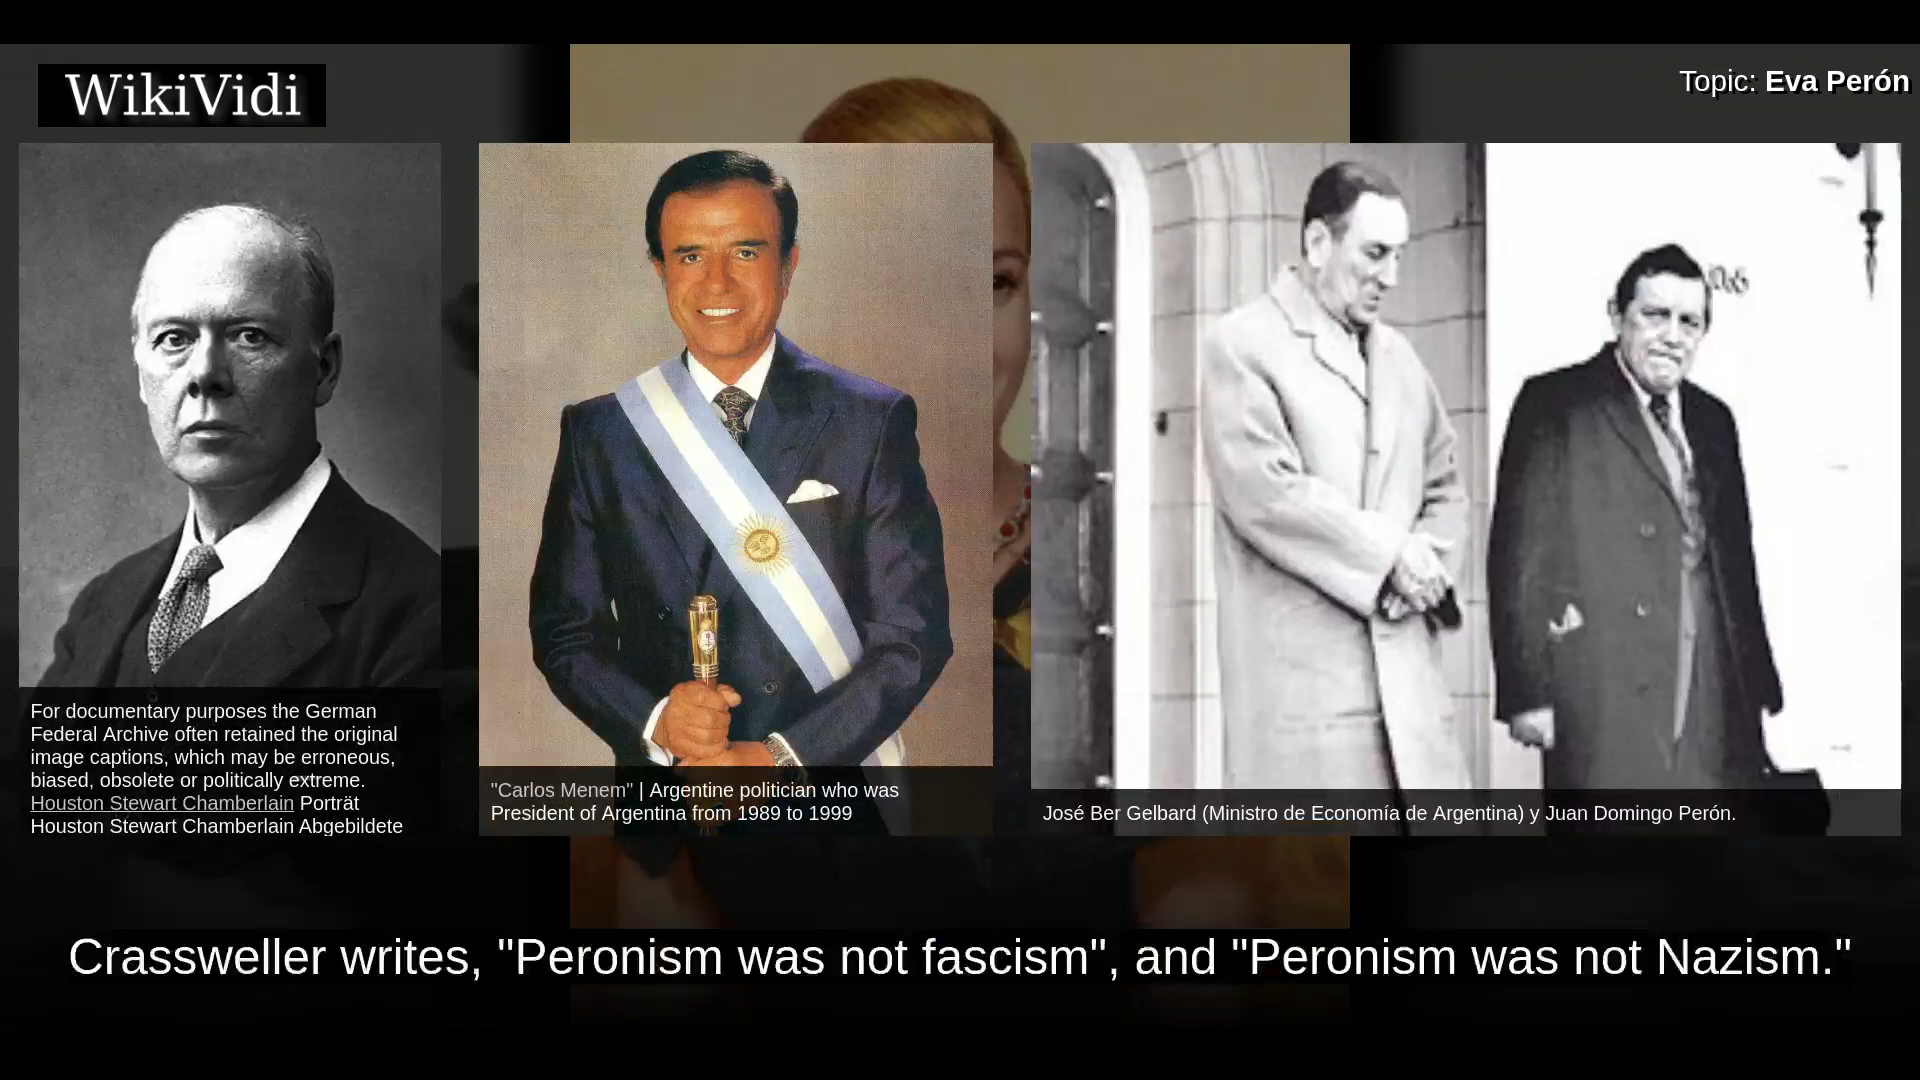 WikiVidi
Topic: Eva Perón
For documentary purposes the German
Federal Archive often retained the original
image captions, which may be erroneous,
biased, obsolete or politically extreme.
Houston Stewart Chamberlain Porträt
Houston Stewart Chamberlain Abgebildete
"Carlos Menem" | Argentine politician who was
President of Argentina from 1989 to 1999
José Ber Gelbard (Ministro de Economía de Argentina) y Juan Domingo Perón.
Crassweller writes, "Peronism was not fascism", and "Peronism was not Nazism."